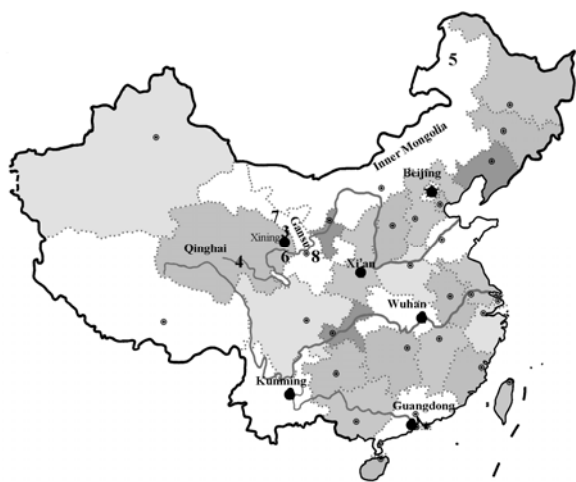 5
Inner Mongolia
Beijing
7
3
Gansu
Xining
Qinghai
4
6
8
Xi'an
Wuhan
Kunming
Guangdong